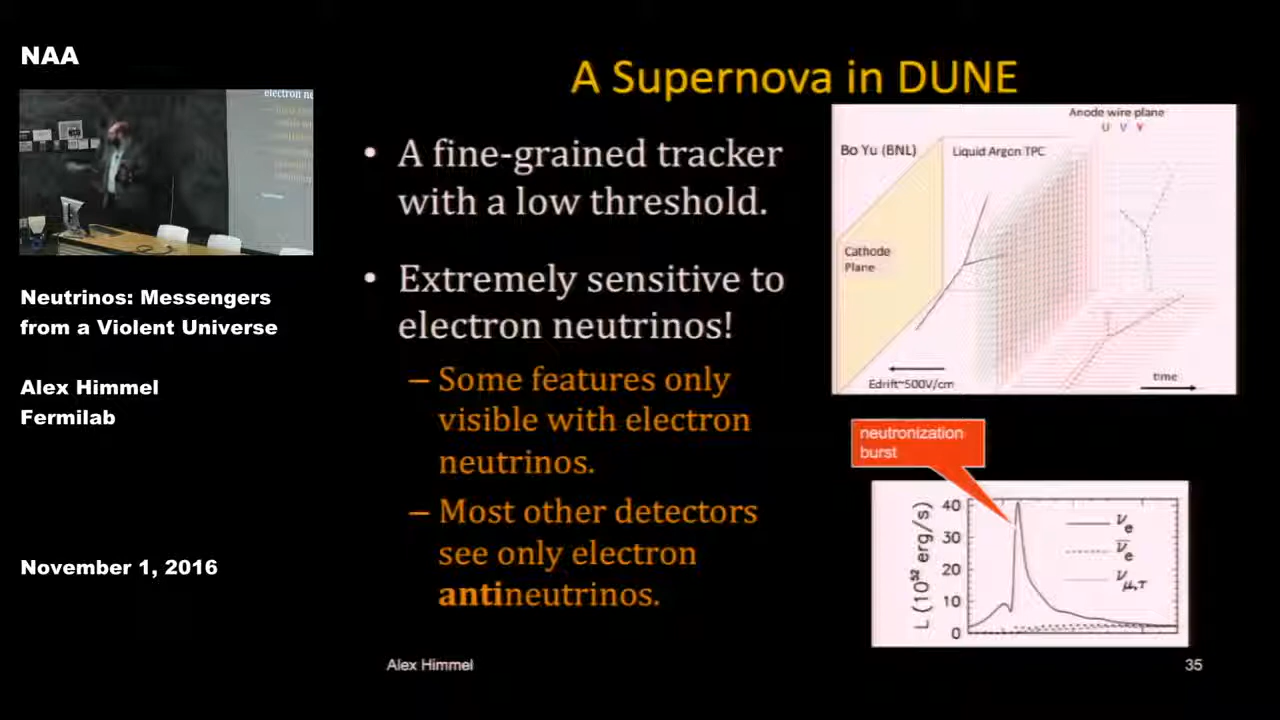 NAA
electron ne
Neutrinos: Messengers
from a Violent Universe
Alex Himmel
Fermilab
November 1, 2016
A Supernova in DUNE
• A fine-grained tracker
with a low threshold.
• Extremely sensitive to
electron neutrinos!
– Some features only
visible with electron
neutrinos.
– Most other detectors
see only electron
antineutrinos.
Anode wire plane
U V Y
Bo Yu (BNL)
Liquid Argon TPC
Cathode
Plane
Edrift~500V/cm
time
neutronization
burst
L (10⁵² erg/s)
40
30
20
10
0
νₑ
ν̅ₑ
ν μ,τ
Alex Himmel
35